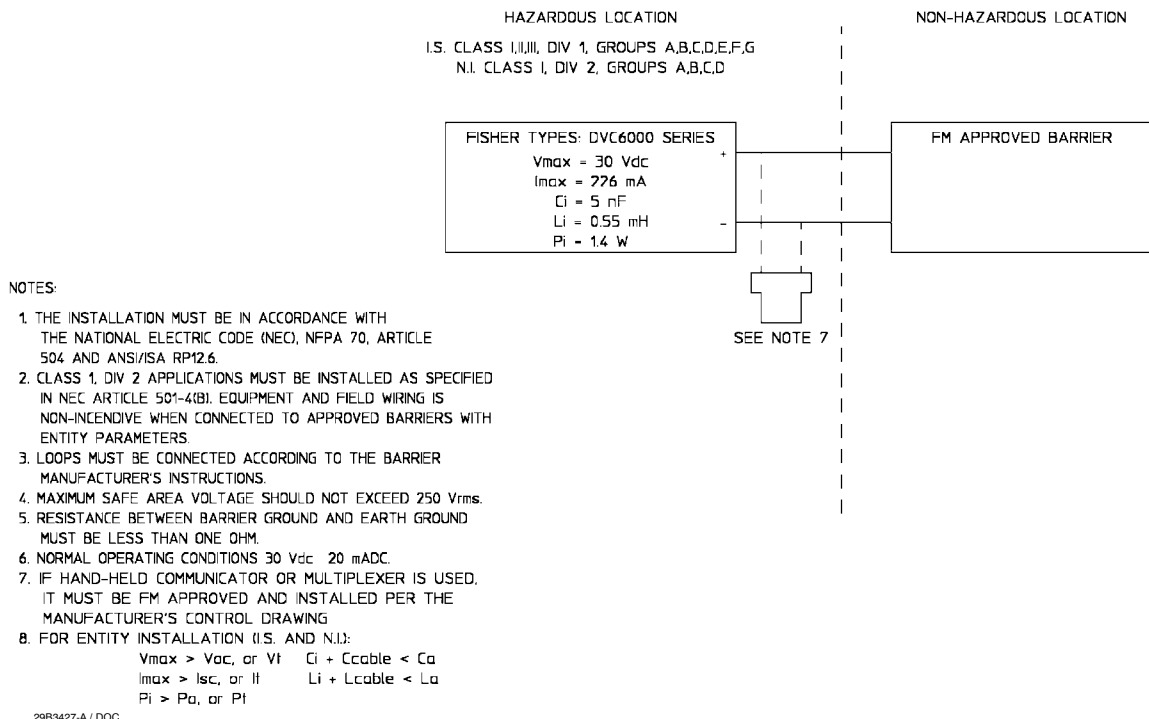 HAZARDOUS LOCATION
NON-HAZARDOUS LOCATION
I.S. CLASS I,II,III, DIV 1, GROUPS A,B,C,D,E,F,G
N.I. CLASS I, DIV 2, GROUPS A,B,C,D
FISHER TYPES: DVC6000 SERIES
Vmax = 30 Vdc
Imax = 226 mA
Ci = 5 nF
Li = 0.55 mH
Pi = 1.4 W
+
-
FM APPROVED BARRIER
SEE NOTE 7
NOTES:
1. THE INSTALLATION MUST BE IN ACCORDANCE WITH
THE NATIONAL ELECTRIC CODE (NEC), NFPA 70, ARTICLE
504 AND ANSI/ISA RP12.6.
2. CLASS 1, DIV 2 APPLICATIONS MUST BE INSTALLED AS SPECIFIED
IN NEC ARTICLE 501-4(B). EQUIPMENT AND FIELD WIRING IS
NON-INCENDIVE WHEN CONNECTED TO APPROVED BARRIERS WITH
ENTITY PARAMETERS.
3. LOOPS MUST BE CONNECTED ACCORDING TO THE BARRIER
MANUFACTURER'S INSTRUCTIONS.
4. MAXIMUM SAFE AREA VOLTAGE SHOULD NOT EXCEED 250 Vrms.
5. RESISTANCE BETWEEN BARRIER GROUND AND EARTH GROUND
MUST BE LESS THAN ONE OHM.
6. NORMAL OPERATING CONDITIONS 30 Vdc 20 mADC.
7. IF HAND-HELD COMMUNICATOR OR MULTIPLEXER IS USED,
IT MUST BE FM APPROVED AND INSTALLED PER THE
MANUFACTURER'S CONTROL DRAWING
8. FOR ENTITY INSTALLATION (I.S. AND N.I.):
Vmax > Voc, or Vt Ci + Ccable < Ca
Imax > Isc, or It Li + Lcable < La
Pi > Po, or Pt
29B3427-A / DOC